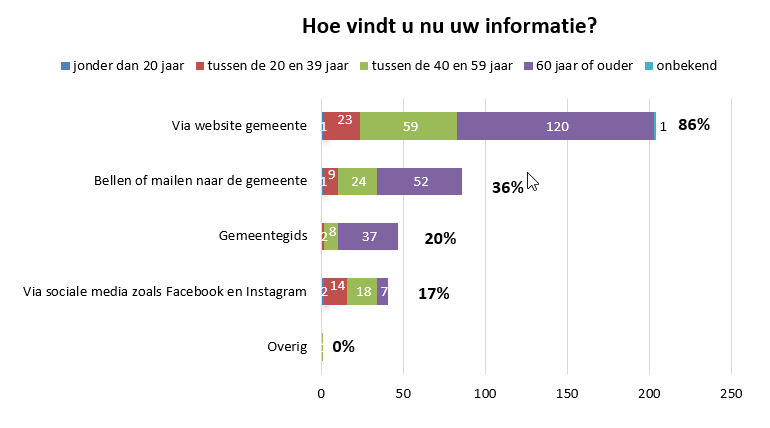 Hoe vindt u nu uw informatie?
jonder dan 20 jaar tussen de 20 en 39 jaar tussen de 40 en 59 jaar 60 jaar of ouder onbekend
Via website gemeente 1 23 59 120 1 86%
Bellen of mailen naar de gemeente 1 9 24 52 36%
Gemeentegids 2 8 37 20%
Via sociale media zoals Facebook en Instagram 2 14 18 7 17%
Overig 0%
0 50 100 150 200 250